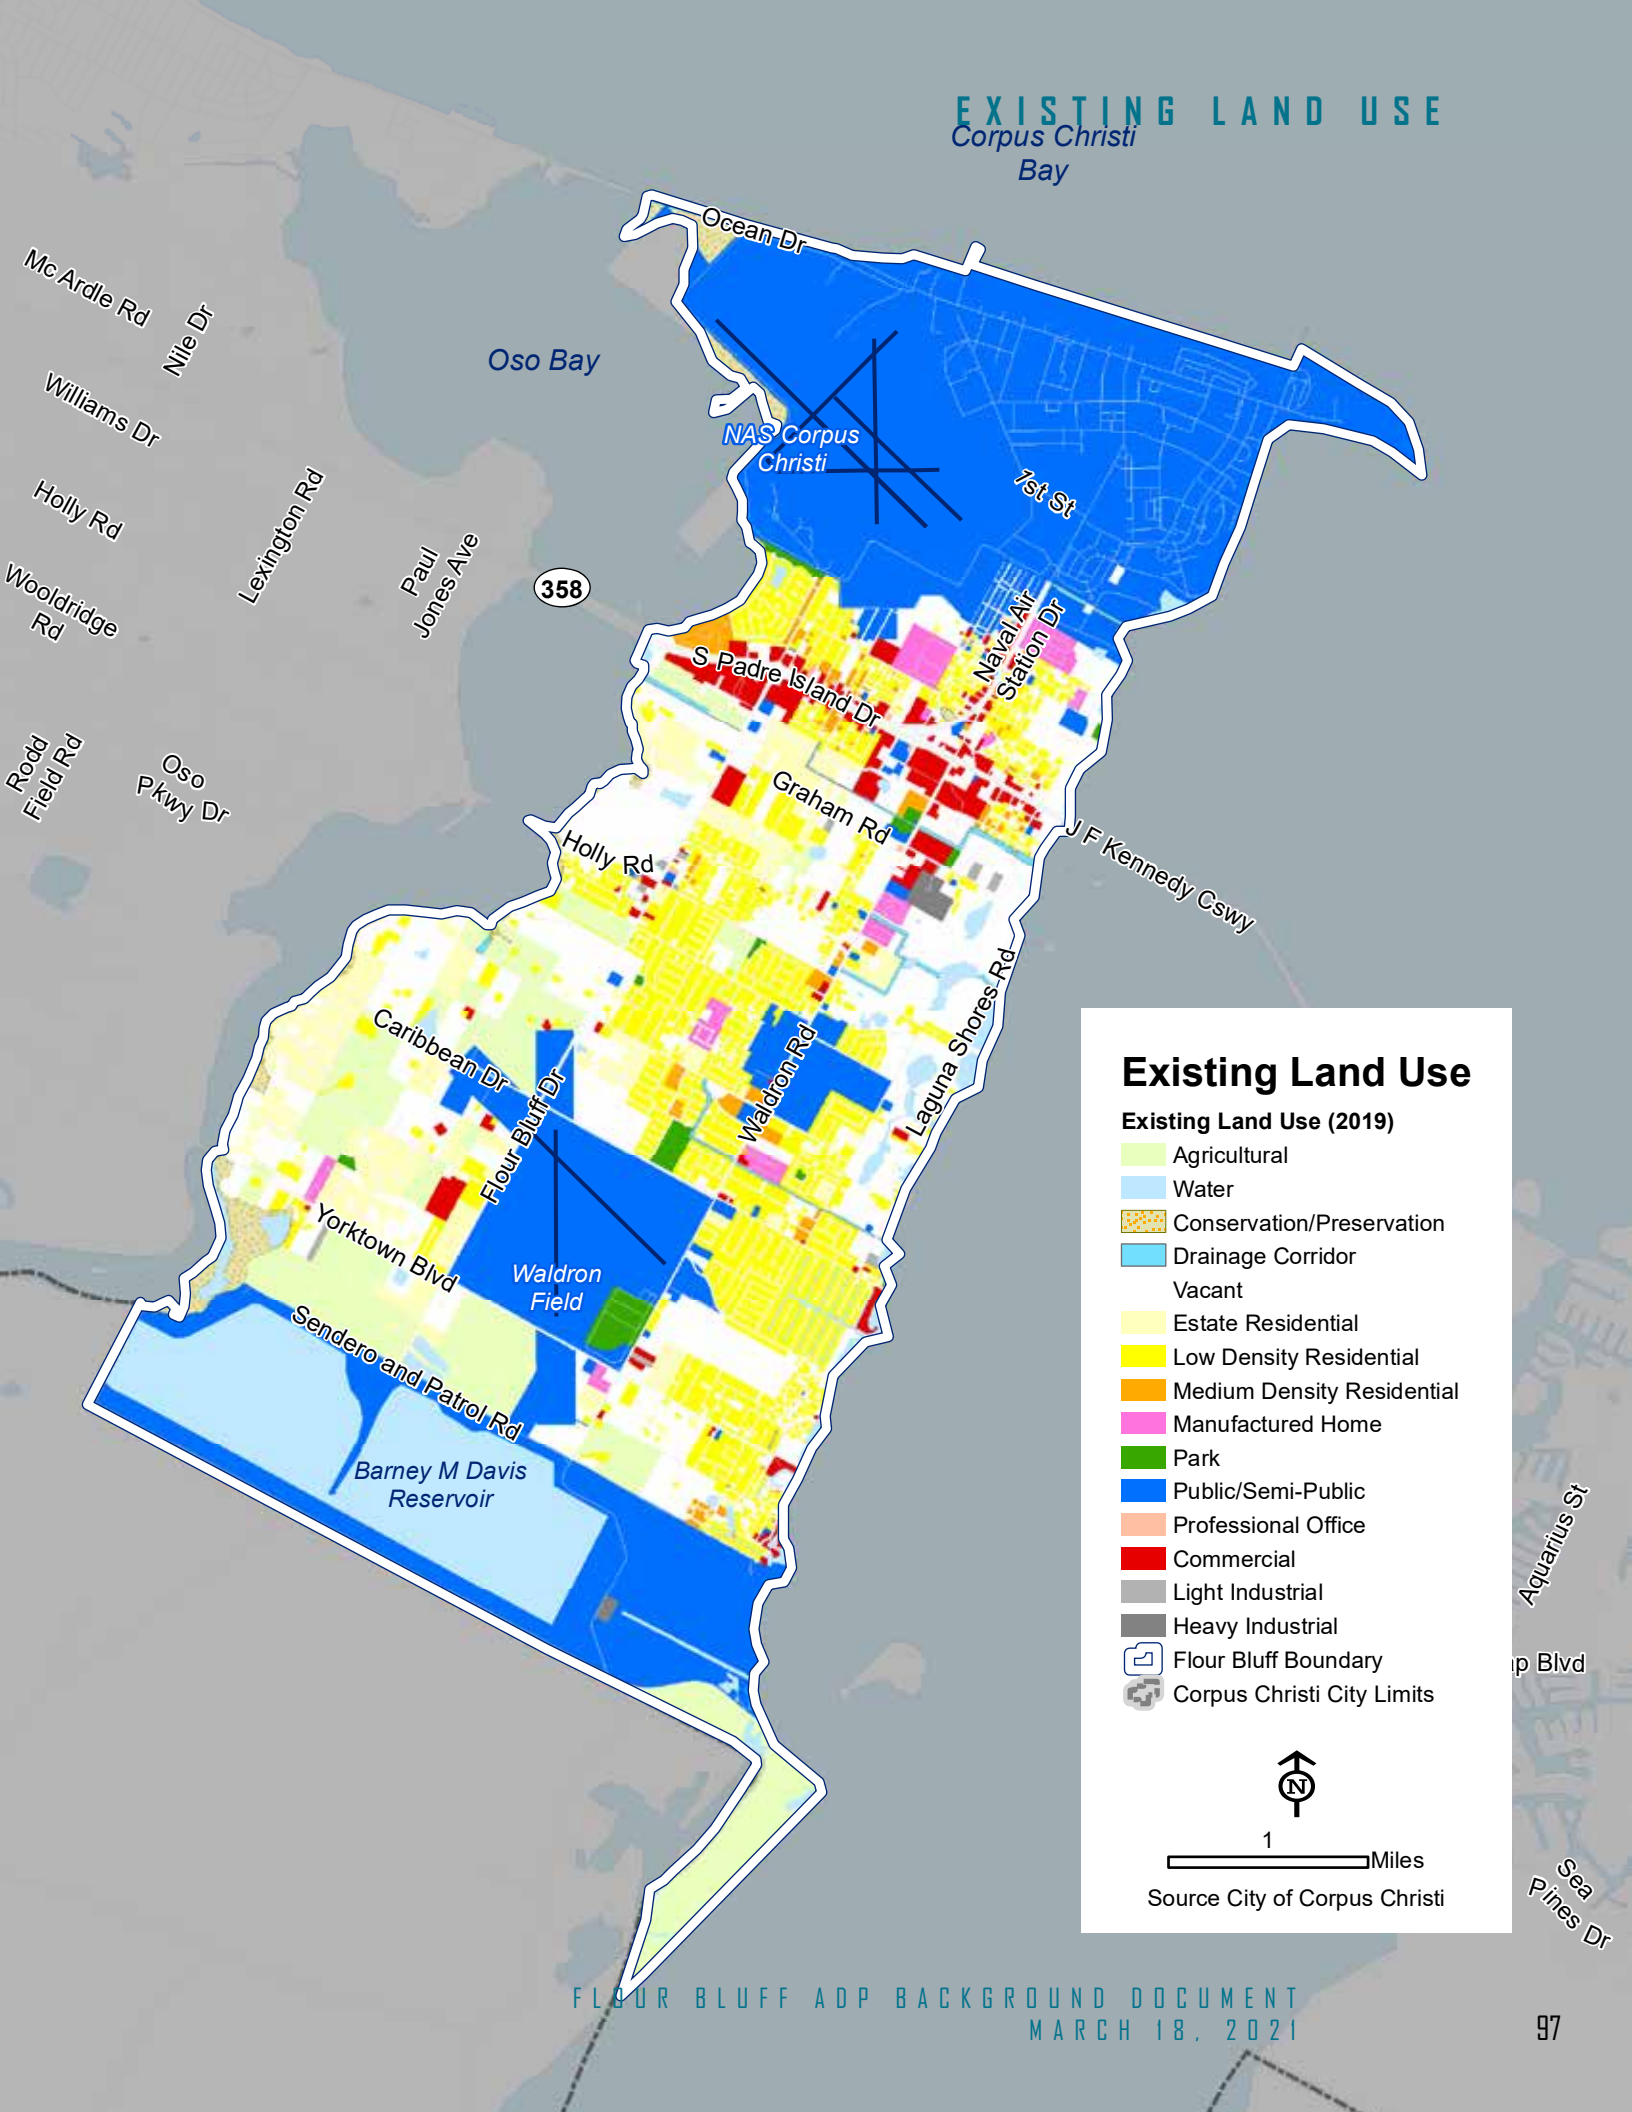 EXISTING LAND USE
Corpus Christi
Bay
Ocean Dr
Mc Ardle Rd
Nile Dr
Oso Bay
Williams Dr
NAS Corpus
Christi
1st St
Holly Rd
Lexington Rd
Paul
Jones Ave
358
Wooldridge
Rd
Naval Air
Station Dr
S Padre Island Dr
Rodd
Field Rd
Oso
Pkwy Dr
Graham Rd
J F Kennedy Cswy
Holly Rd
Laguna Shores Rd
Caribbean Dr
Flour Bluff Dr
Waldron Rd
Yorktown Blvd
Waldron
Field
Sendero and Patrol Rd
Barney M Davis
Reservoir
Existing Land Use
Existing Land Use (2019)
Agricultural
Water
Conservation/Preservation
Drainage Corridor
Vacant
Estate Residential
Low Density Residential
Medium Density Residential
Manufactured Home
Park
Public/Semi-Public
Professional Office
Commercial
Light Industrial
Heavy Industrial
Flour Bluff Boundary
Corpus Christi City Limits
N
1
Miles
Source City of Corpus Christi
Aquarius St
Blvd
Sea
Pines Dr
FLOUR BLUFF ADP BACKGROUND DOCUMENT
MARCH 18, 2021
97